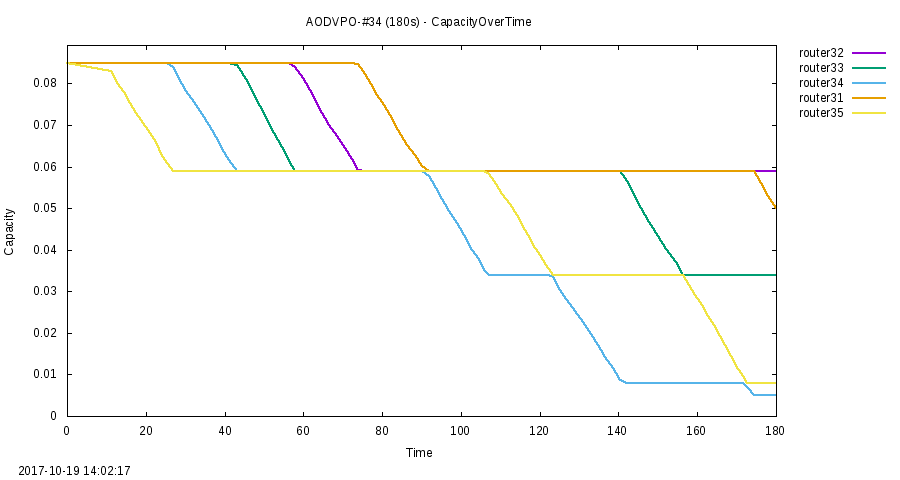 AODVPO-#34 (180s) - CapacityOverTime
router32
router33
router34
router31
router35
0.08
0.07
0.06
0.05
0.04
0.03
0.02
0.01
0
Capacity
0 20 40 60 80 100 120 140 160 180
Time
2017-10-19 14:02:17